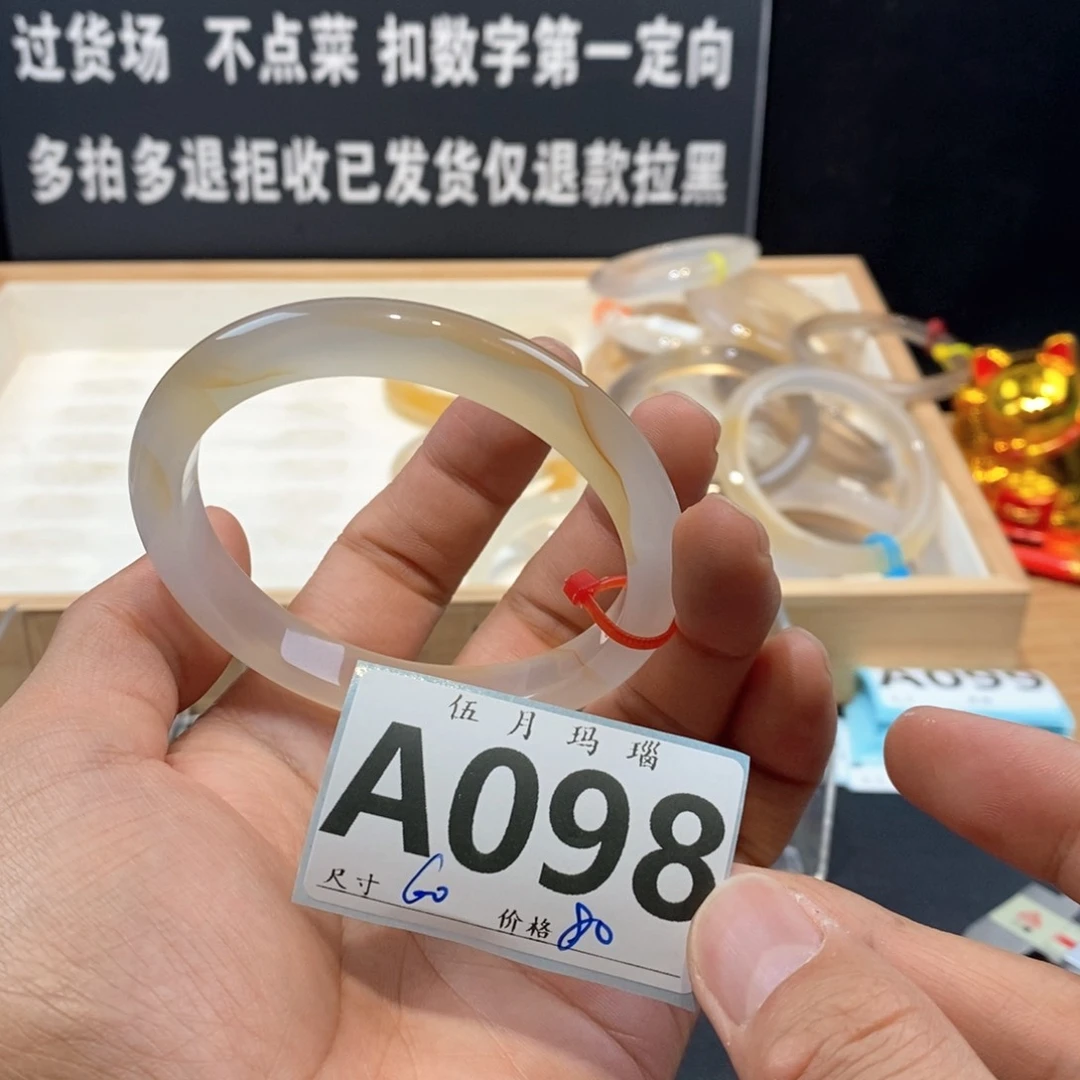 过货场 不点菜 扣数字第一定向
多拍多退拒收已发货仅退款拉黑
伍月玛瑙
A098
尺寸 60
价格 80
A099